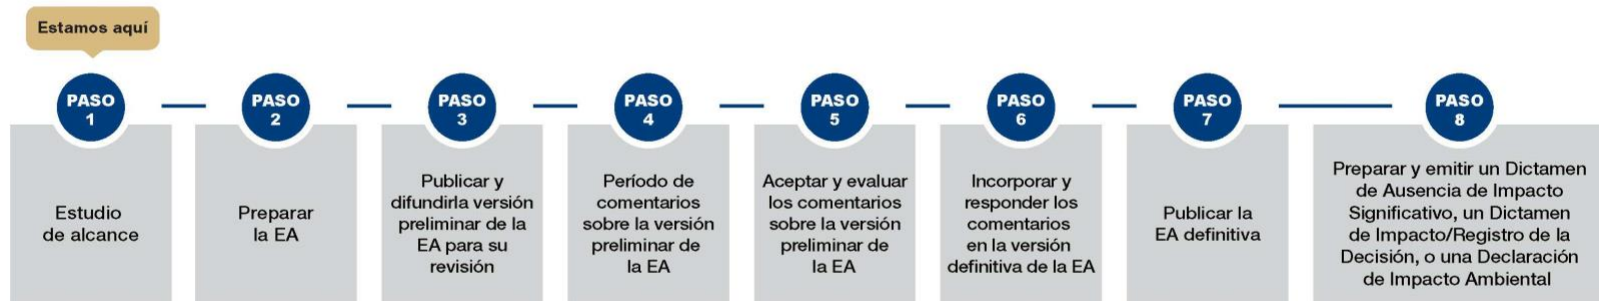 Estamos aquí
PASO
1
Estudio
de alcance
PASO
2
Preparar
la EA
PASO
3
Publicar y
difundirla versión
preliminar de la
EA para su
revisión
PASO
4
Período de
comentarios
sobre la versión
preliminar de
la EA
PASO
5
Aceptar y evaluar
los comentarios
sobre la versión
preliminar de
la EA
PASO
6
Incorporar y
responder los
comentarios
en la versión
definitiva de la EA
PASO
7
Publicar la
EA definitiva
PASO
8
Preparar y emitir un Dictamen
de Ausencia de Impacto
Significativo, un Dictamen
de Impacto/Registro de la
Decisión, o una Declaración
de Impacto Ambiental